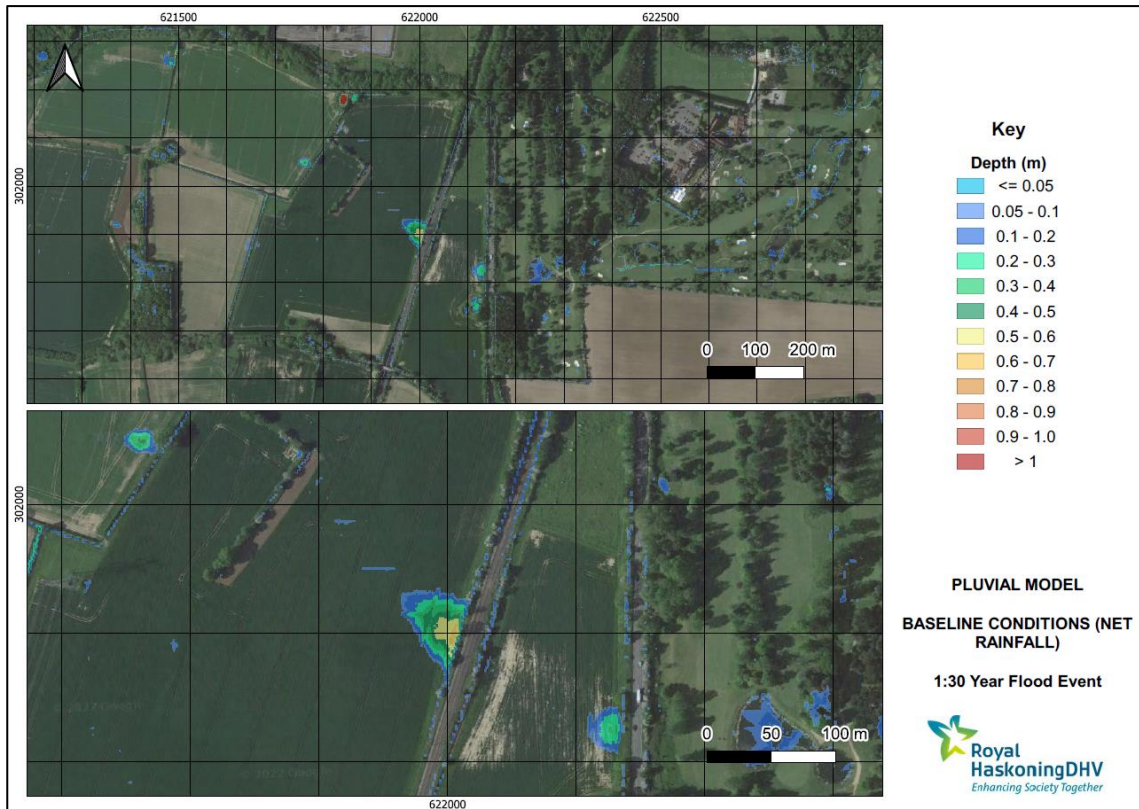 621500 622000 622500
302000
0 100 200 m
302000
0 50 100 m
622000
Key
Depth (m)
<= 0.05
0.05 - 0.1
0.1 - 0.2
0.2 - 0.3
0.3 - 0.4
0.4 - 0.5
0.5 - 0.6
0.6 - 0.7
0.7 - 0.8
0.8 - 0.9
0.9 - 1.0
> 1
PLUVIAL MODEL
BASELINE CONDITIONS (NET
RAINFALL)
1:30 Year Flood Event
Royal
HaskoningDHV
Enhancing Society Together